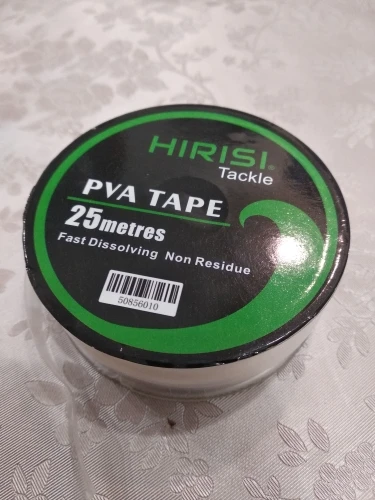 HIRISI®
Tackle
PVA TAPE
25metres
Fast Dissolving Non Residue
50856010